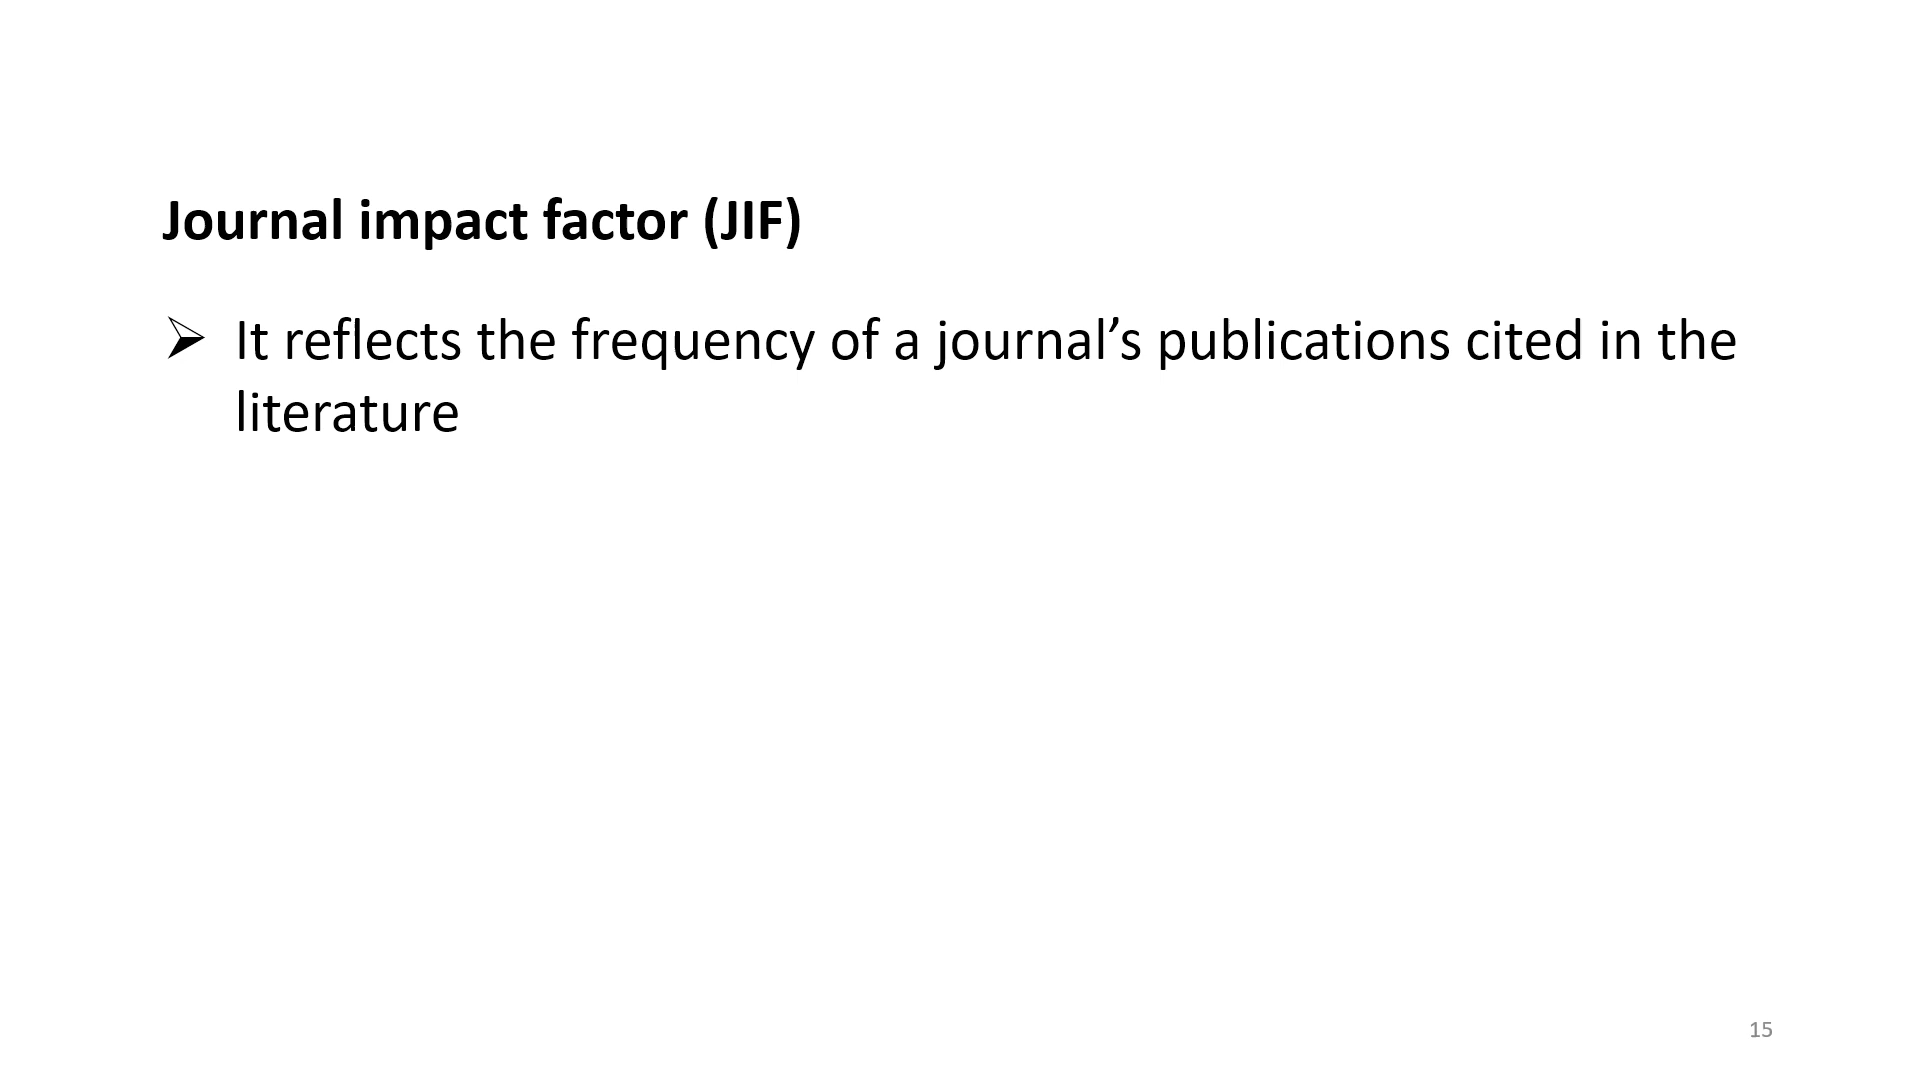 Journal impact factor (JIF)
➢ It reflects the frequency of a journal’s publications cited in the
literature
15